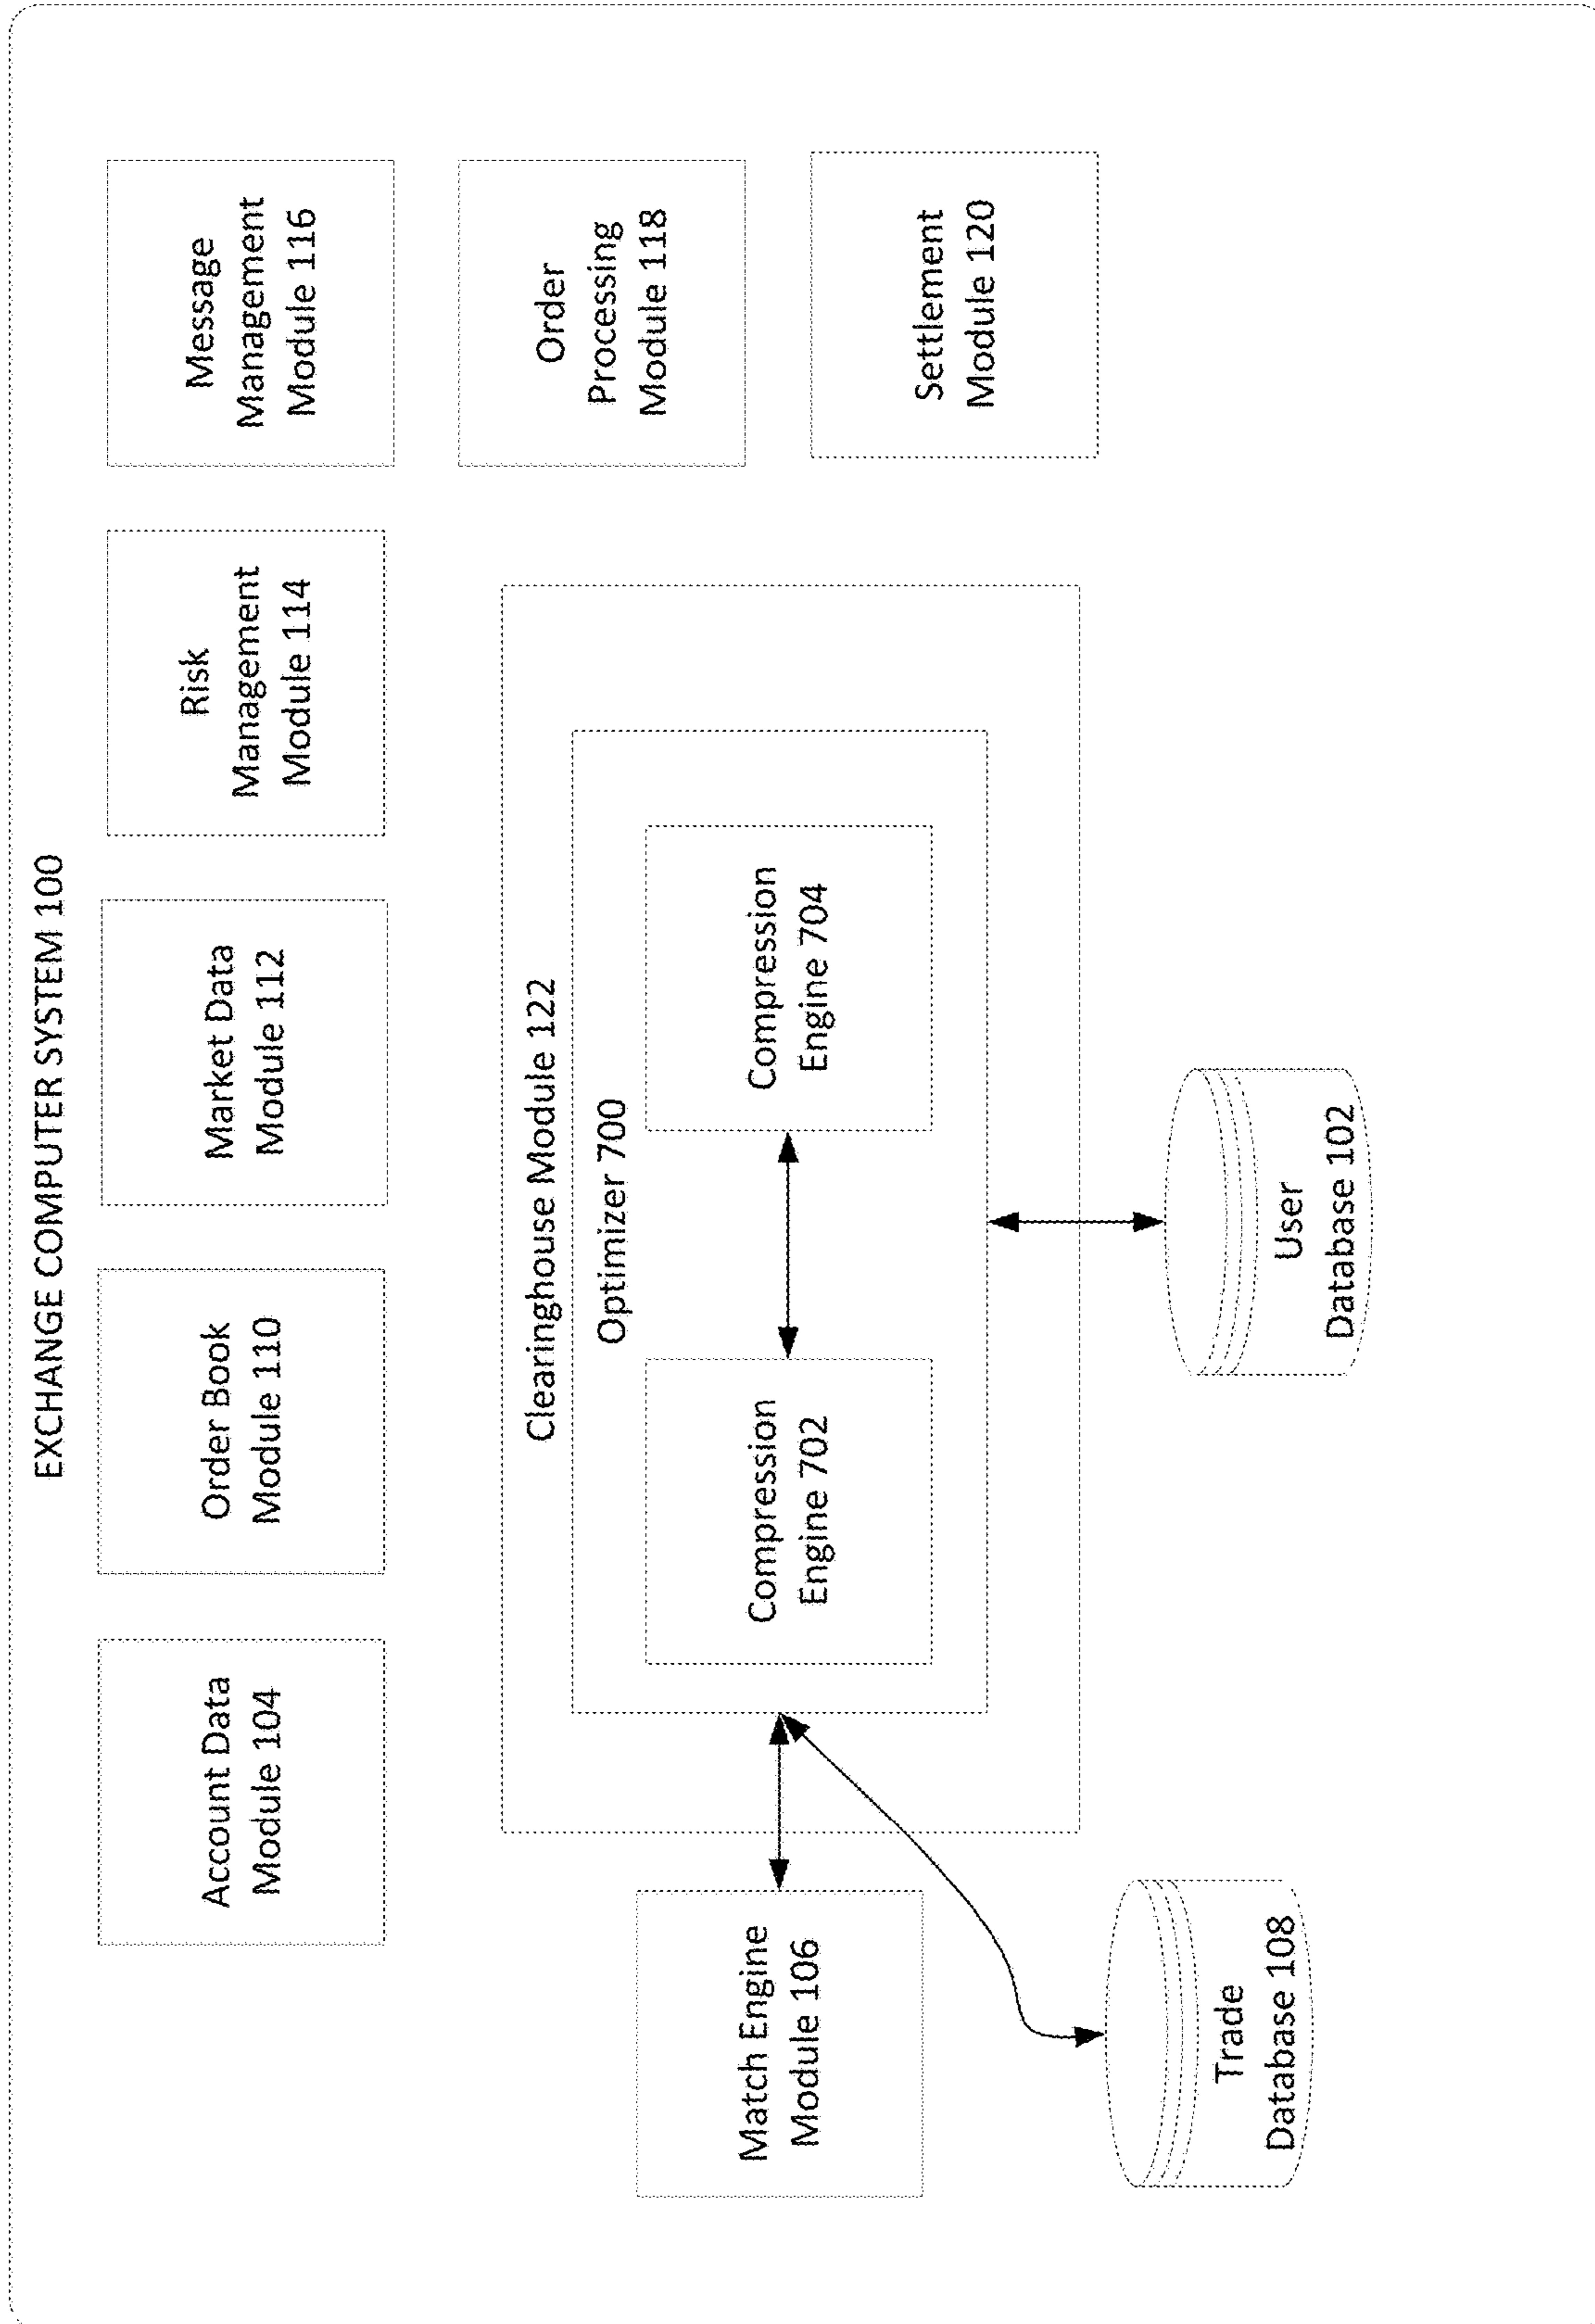 EXCHANGE COMPUTER SYSTEM 100
Account Data
Module 104
Order Book
Module 110
Market Data
Module 112
Risk
Management
Module 114
Message
Management
Module 116
Order
Processing
Module 118
Settlement
Module 120
Clearinghouse Module 122
Optimizer 700
Compression
Engine 702
Compression
Engine 704
Match Engine
Module 106
Trade
Database 108
User
Database 102